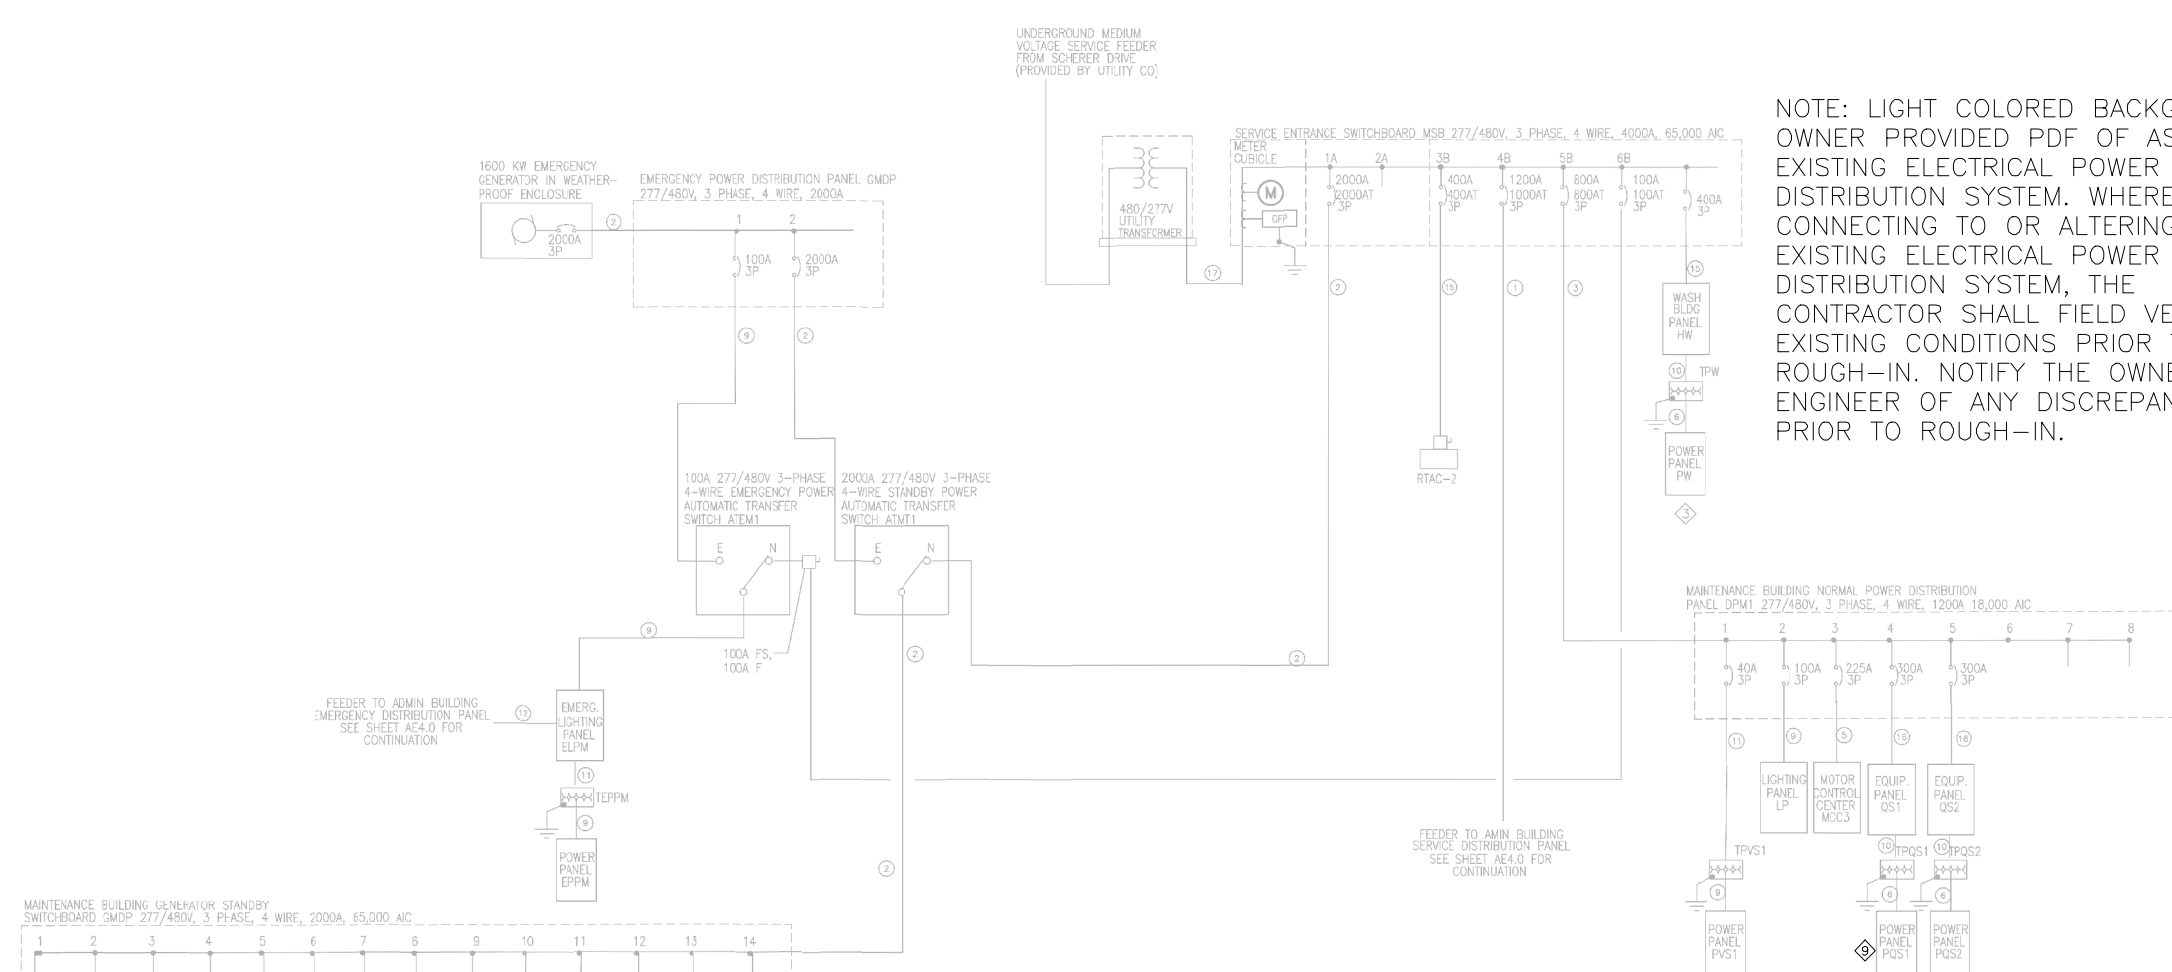 UNDERGROUND MEDIUM
VOLTAGE SERVICE FEEDER
FROM SCHERER DRIVE
(PROVIDED BY UTILITY CO)
NOTE: LIGHT COLORED BACKG
OWNER PROVIDED PDF OF AS
EXISTING ELECTRICAL POWER
DISTRIBUTION SYSTEM. WHERE
CONNECTING TO OR ALTERING
EXISTING ELECTRICAL POWER
DISTRIBUTION SYSTEM, THE
CONTRACTOR SHALL FIELD VE
EXISTING CONDITIONS PRIOR T
ROUGH-IN. NOTIFY THE OWNE
ENGINEER OF ANY DISCREPAN
PRIOR TO ROUGH-IN.
1600 KW EMERGENCY
GENERATOR IN WEATHER-
PROOF ENCLOSURE
2000A
3P
2
EMERGENCY POWER DISTRIBUTION PANEL GMDP
277/480V, 3 PHASE, 4 WIRE, 2000A
1 2
100A
3P
2000A
3P
9
2
480/277V
UTILITY
TRANSFORMER
17
SERVICE ENTRANCE SWITCHBOARD MSB 277/480V, 3 PHASE, 4 WIRE, 4000A, 65,000 AIC
METER
CUBICLE
M
GFP
1A 2A 3B 4B 5B 6B
2000A
2000AT
3P
400A
400AT
3P
1200A
1000AT
3P
800A
800AT
3P
100A
100AT
3P
400A
3P
2
15
1
3
15
WASH
BLDG
PANEL
HW
10
TPW
6
POWER
PANEL
PW
3
RTAC-2
100A 277/480V 3-PHASE
4-WIRE EMERGENCY POWER
AUTOMATIC TRANSFER
SWITCH ATEM1
E N
2000A 277/480V 3-PHASE
4-WIRE STANDBY POWER
AUTOMATIC TRANSFER
SWITCH ATMT1
E N
9
100A FS,
100A F
2
2
FEEDER TO ADMIN BUILDING
EMERGENCY DISTRIBUTION PANEL
SEE SHEET AE4.0 FOR
CONTINUATION
12
EMERG.
LIGHTING
PANEL
ELPM
11
TEPPM
9
POWER
PANEL
EPPM
2
MAINTENANCE BUILDING NORMAL POWER DISTRIBUTION
PANEL DPM1 277/480V, 3 PHASE, 4 WIRE, 1200A 18,000 AIC
1 2 3 4 5 6 7 8
40A
3P
100A
3P
225A
3P
300A
3P
300A
3P
11
9
5
16
16
LIGHTING
PANEL
LP
MOTOR
CONTROL
CENTER
MCC3
EQUIP.
PANEL
QS1
EQUIP.
PANEL
QS2
FEEDER TO AMIN BUILDING
SERVICE DISTRIBUTION PANEL
SEE SHEET AE4.0 FOR
CONTINUATION
TPVS1
9
POWER
PANEL
PVS1
10
TPQS1
6
9
POWER
PANEL
PQS1
10
TPQS2
6
POWER
PANEL
PQS2
MAINTENANCE BUILDING GENERATOR STANDBY
SWITCHBOARD GMDP 277/480V, 3 PHASE, 4 WIRE, 2000A, 65,000 AIC
1 2 3 4 5 6 7 8 9 10 11 12 13 14